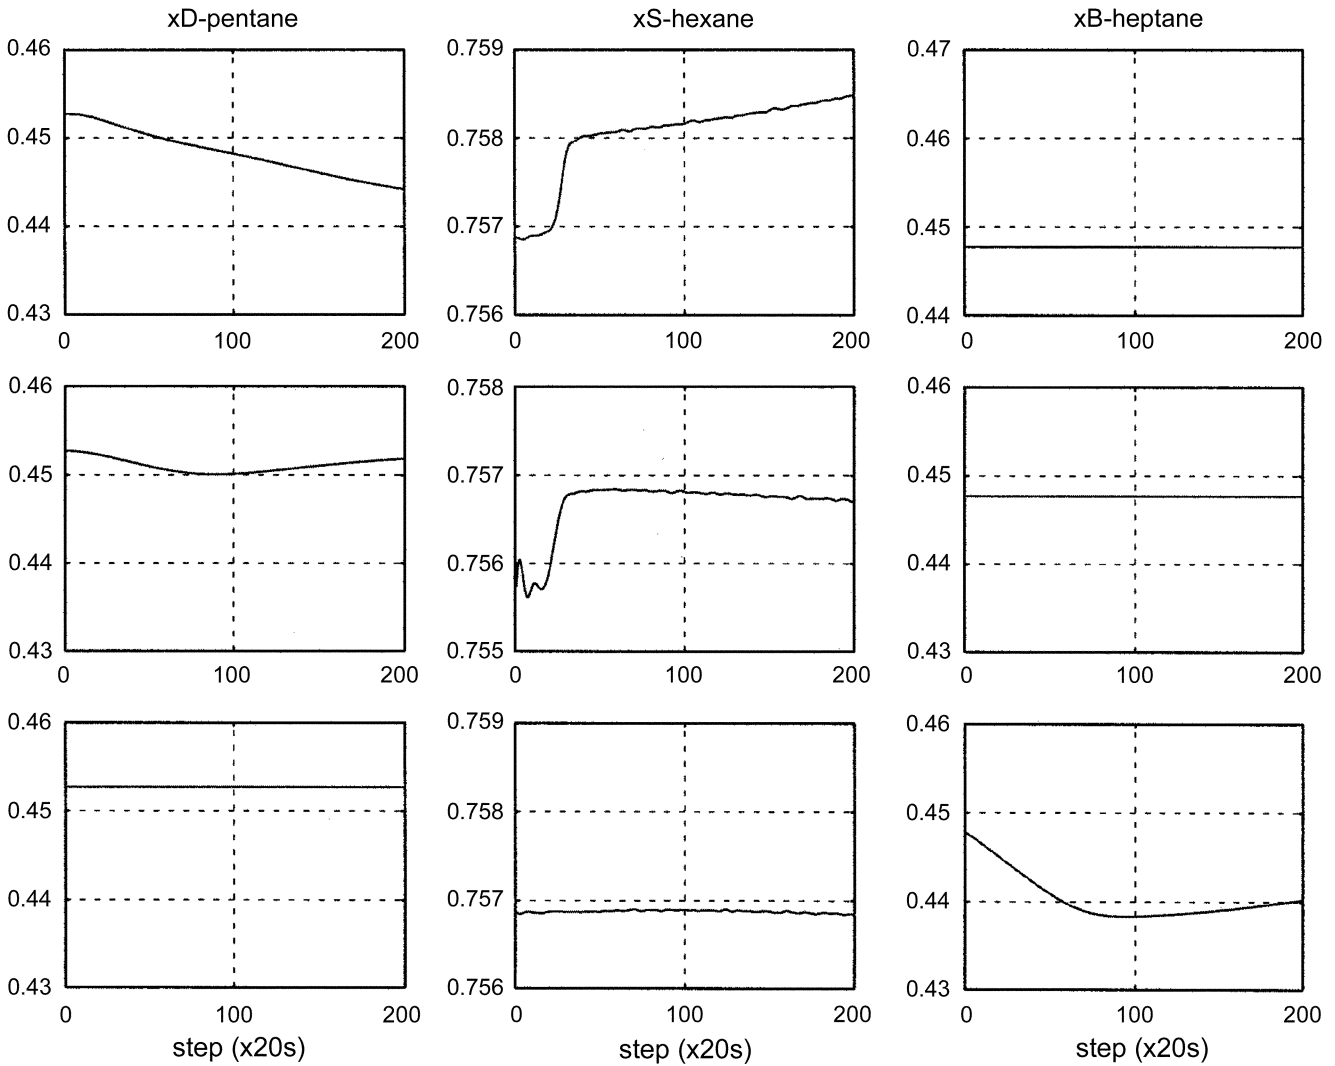 xD-pentane xS-hexane xB-heptane
0.46 0.759 0.47
0.45 0.758 0.46
0.44 0.757 0.45
0.43 0.756 0.44
0 100 200 0 100 200 0 100 200
0.46 0.758 0.46
0.45 0.757 0.45
0.44 0.756 0.44
0.43 0.755 0.43
0 100 200 0 100 200 0 100 200
0.46 0.759 0.46
0.45 0.758 0.45
0.44 0.757 0.44
0.43 0.756 0.43
0 100 200 0 100 200 0 100 200
step (x20s) step (x20s) step (x20s)